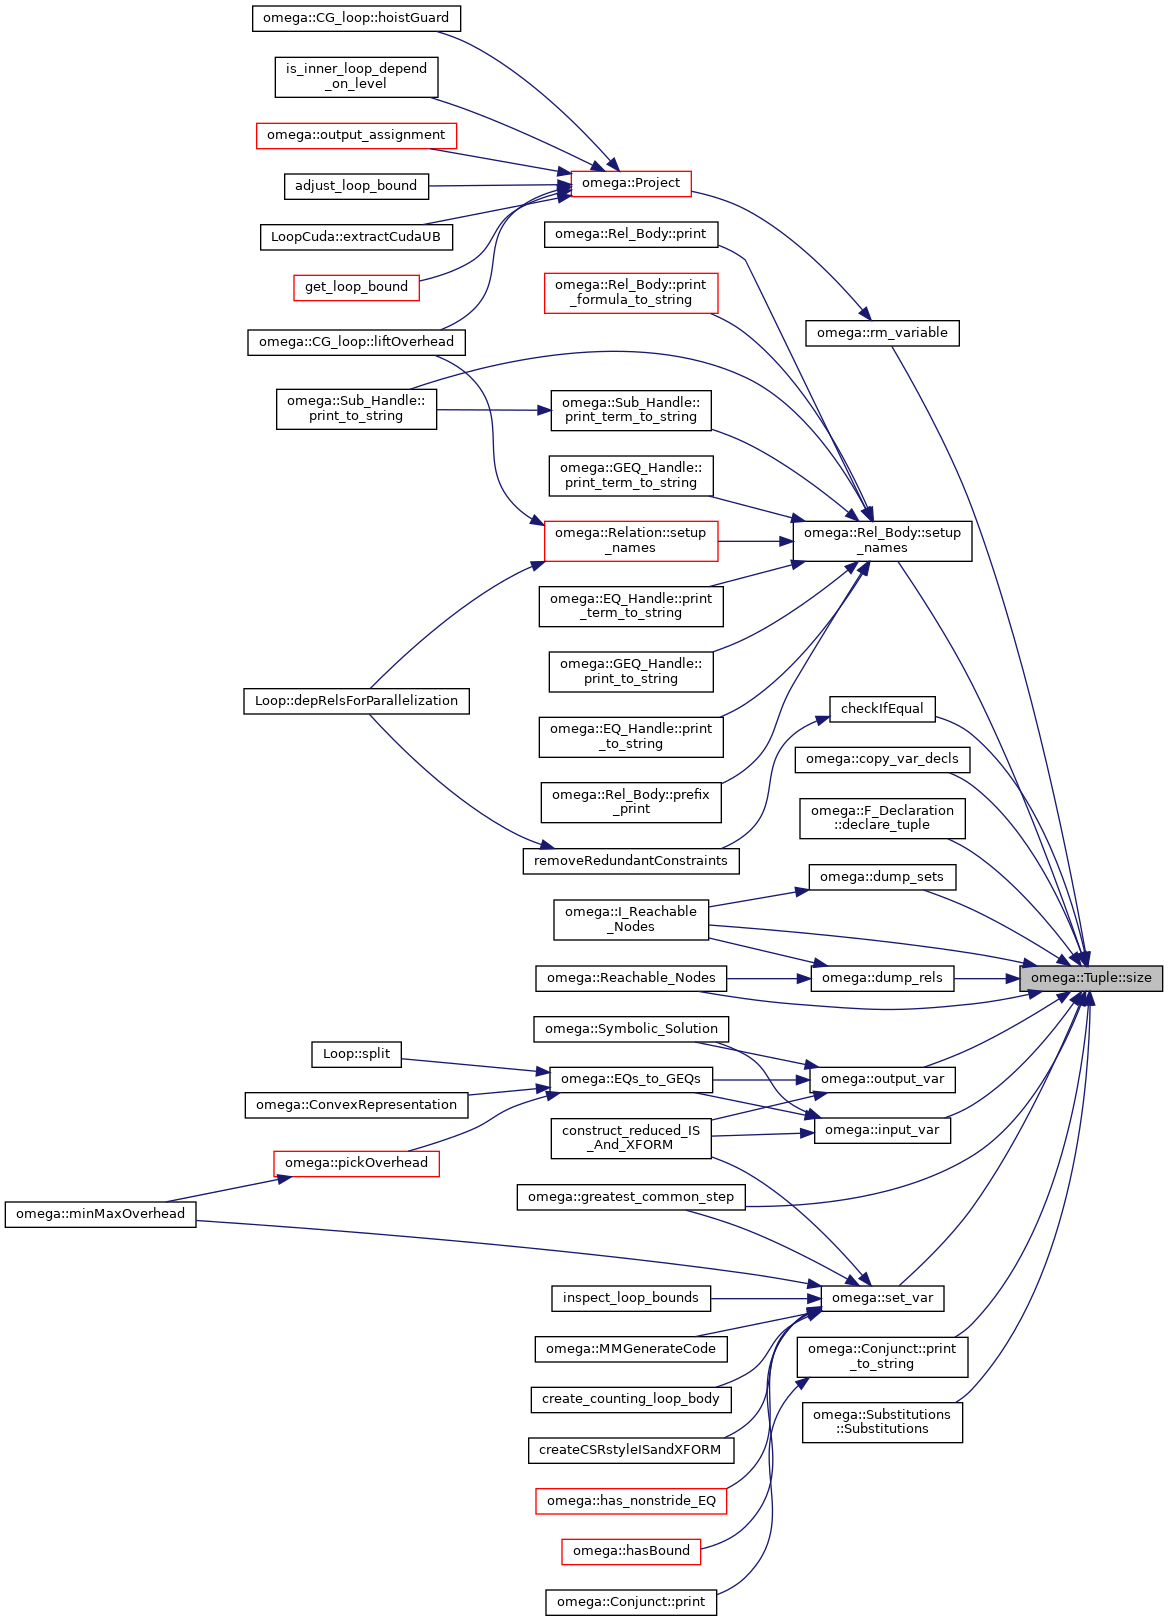 omega::CG_loop::hoistGuard
is_inner_loop_depend
_on_level
omega::output_assignment
adjust_loop_bound
LoopCuda::extractCudaUB
get_loop_bound
omega::CG_loop::liftOverhead
omega::Sub_Handle::
print_to_string
Loop::depRelsForParallelization
Loop::split
omega::ConvexRepresentation
omega::pickOverhead
omega::minMaxOverhead
omega::Project
omega::Rel_Body::print
omega::Rel_Body::print
_formula_to_string
omega::Sub_Handle::
print_term_to_string
omega::GEQ_Handle::
print_term_to_string
omega::Relation::setup
_names
omega::EQ_Handle::print
_term_to_string
omega::GEQ_Handle::
print_to_string
omega::EQ_Handle::print
_to_string
omega::Rel_Body::prefix
_print
removeRedundantConstraints
omega::I_Reachable
_Nodes
omega::Reachable_Nodes
omega::Symbolic_Solution
omega::EQs_to_GEQs
construct_reduced_IS
_And_XFORM
omega::greatest_common_step
inspect_loop_bounds
omega::MMGenerateCode
create_counting_loop_body
createCSRstyleISandXFORM
omega::has_nonstride_EQ
omega::hasBound
omega::Conjunct::print
omega::rm_variable
omega::Rel_Body::setup
_names
checkIfEqual
omega::copy_var_decls
omega::F_Declaration
::declare_tuple
omega::dump_sets
omega::dump_rels
omega::output_var
omega::input_var
omega::set_var
omega::Conjunct::print
_to_string
omega::Substitutions
::Substitutions
omega::Tuple::size